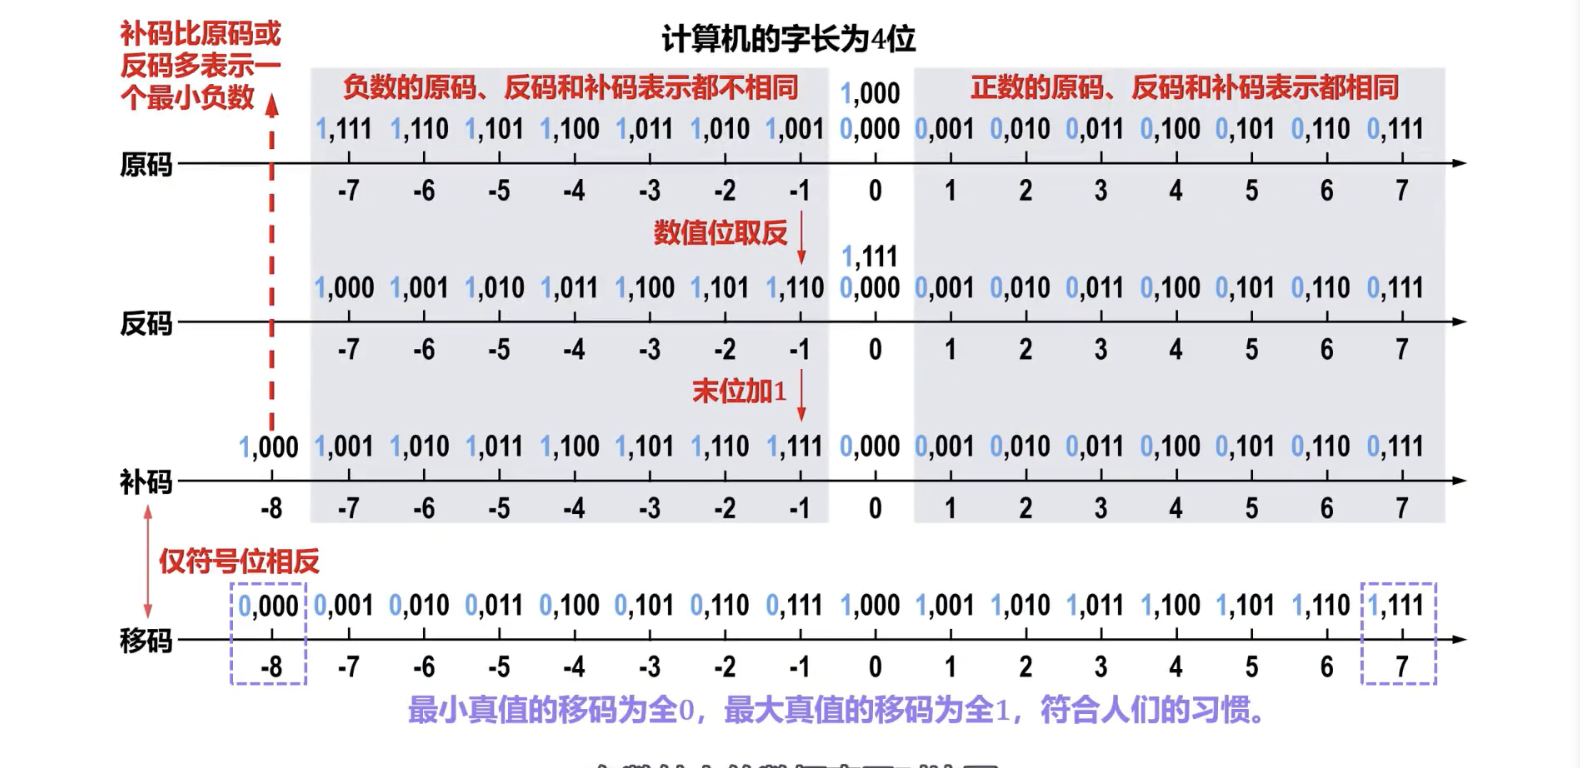 计算机的字长为4位
补码比原码或
反码多表示一
个最小负数
负数的原码、反码和补码表示都不相同
正数的原码、反码和补码表示都相同
1,000
1,111 1,110 1,101 1,100 1,011 1,010 1,001 0,000 0,001 0,010 0,011 0,100 0,101 0,110 0,111
原码
-7 -6 -5 -4 -3 -2 -1 0 1 2 3 4 5 6 7
数值位取反
1,111
1,000 1,001 1,010 1,011 1,100 1,101 1,110 0,000 0,001 0,010 0,011 0,100 0,101 0,110 0,111
反码
-7 -6 -5 -4 -3 -2 -1 0 1 2 3 4 5 6 7
末位加1
1,000 1,001 1,010 1,011 1,100 1,101 1,110 1,111 0,000 0,001 0,010 0,011 0,100 0,101 0,110 0,111
补码
-8 -7 -6 -5 -4 -3 -2 -1 0 1 2 3 4 5 6 7
仅符号位相反
0,000 0,001 0,010 0,011 0,100 0,101 0,110 0,111 1,000 1,001 1,010 1,011 1,100 1,101 1,110 1,111
移码
-8 -7 -6 -5 -4 -3 -2 -1 0 1 2 3 4 5 6 7
最小真值的移码为全0，最大真值的移码为全1，符合人们的习惯。